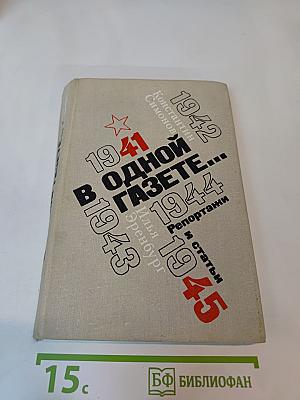 Константин
Симонов
1942
1941
В ОДНОЙ
ГАЗЕТЕ...
Илья
Эренбург
1943
1944
Репортажи
и статьи
1945
15с
БФ БИБЛИОФАН